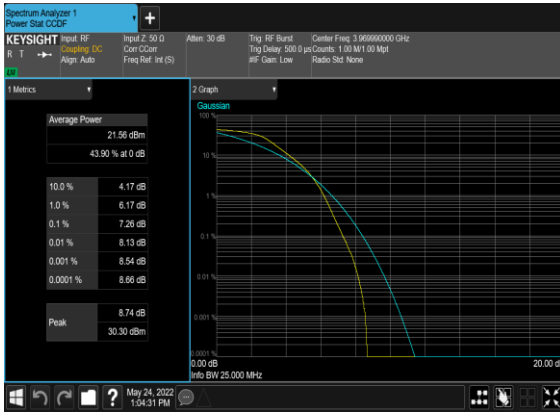 Spectrum Analyzer 1
Power Stat CCDF
+
KEYSIGHT
R T
LV
Input: RF
Coupling: DC
Align: Auto
Input Z: 50 Ω
Corr CCorr
Freq Ref: Int (S)
Atten: 30 dB
Trig: RF Burst
Trig Delay: 500.0 µs
#IF Gain: Low
Center Freq: 3.969990000 GHz
Counts: 1.00 M/1.00 Mpt
Radio Std: None
1 Metrics
Average Power
21.56 dBm
43.90 % at 0 dB
10.0 % 4.17 dB
1.0 % 6.17 dB
0.1 % 7.26 dB
0.01 % 8.13 dB
0.001 % 8.54 dB
0.0001 % 8.66 dB
Peak
8.74 dB
30.30 dBm
2 Graph
Gaussian
100 %
10 %
1 %
0.1 %
0.01 %
0.001 %
0.0001 %
0.00 dB
20.00 d
Info BW 25.000 MHz
?
May 24, 2022
1:04:31 PM